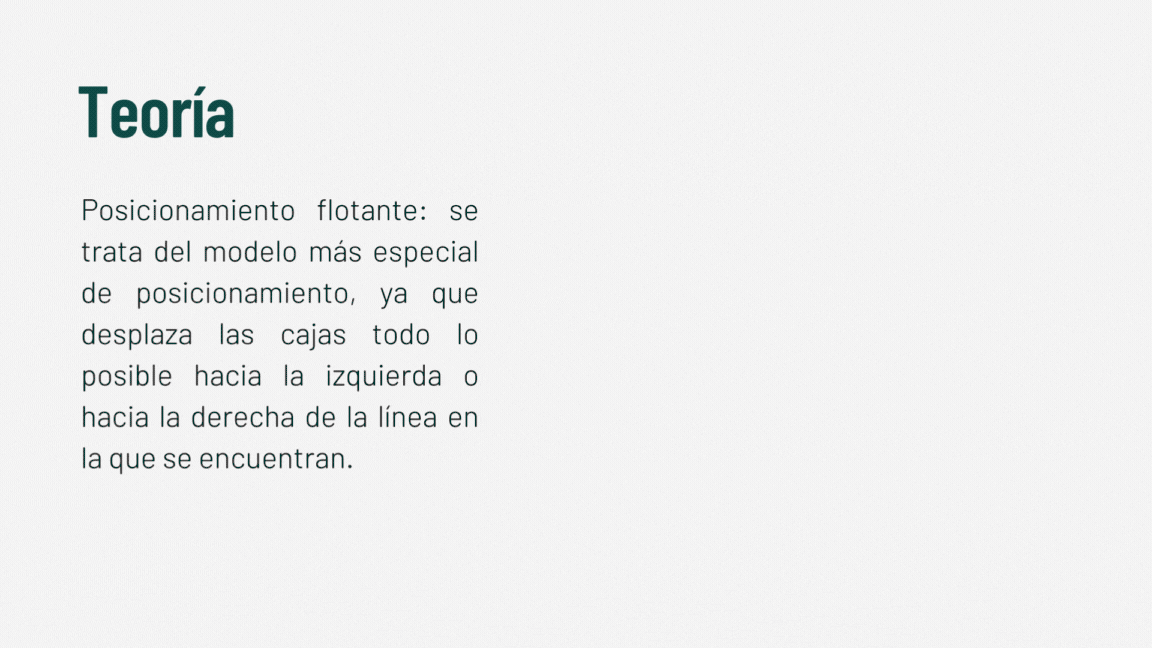 Teoría
Posicionamiento flotante: se
trata del modelo más especial
de posicionamiento, ya que
desplaza las cajas todo lo
posible hacia la izquierda o
hacia la derecha de la línea en
la que se encuentran.